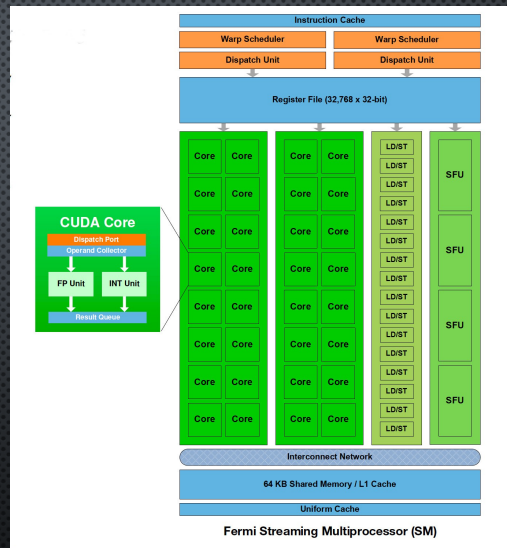 Instruction Cache
Warp Scheduler Warp Scheduler
Dispatch Unit Dispatch Unit
Register File (32,768 x 32-bit)
Core Core Core Core LD/ST SFU
LD/ST
Core Core Core Core LD/ST
LD/ST
Core Core Core Core LD/ST SFU
LD/ST
Core Core Core Core LD/ST
LD/ST
Core Core Core Core LD/ST SFU
LD/ST
Core Core Core Core LD/ST
LD/ST
Core Core Core Core LD/ST SFU
LD/ST
Core Core Core Core LD/ST
LD/ST
CUDA Core
Dispatch Port
Operand Collector
FP Unit INT Unit
Result Queue
Interconnect Network
64 KB Shared Memory / L1 Cache
Uniform Cache
Fermi Streaming Multiprocessor (SM)